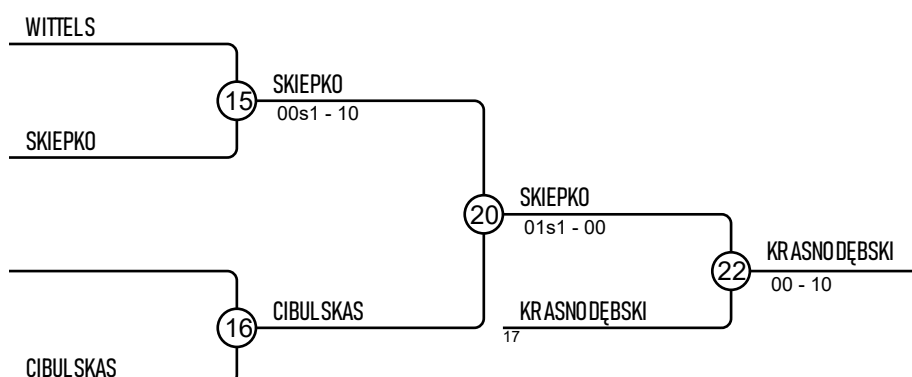 WITTELS
15
SKIEPKO
00s1 - 10
SKIEPKO
20
SKIEPKO
01s1 - 00
22
KRASNODĘBSKI
00 - 10
16
CIBULSKAS
KRASNODĘBSKI
17
CIBULSKAS